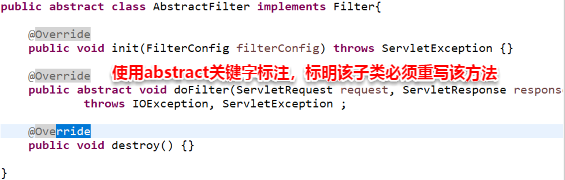 public abstract class AbstractFilter implements Filter{
@Override
public void init(FilterConfig filterConfig) throws ServletException {}
@Override
使用abstract关键字标注，标明该子类必须重写该方法
public abstract void doFilter(ServletRequest request, ServletResponse response
throws IOException, ServletException ;
@Override
public void destroy() {}
}